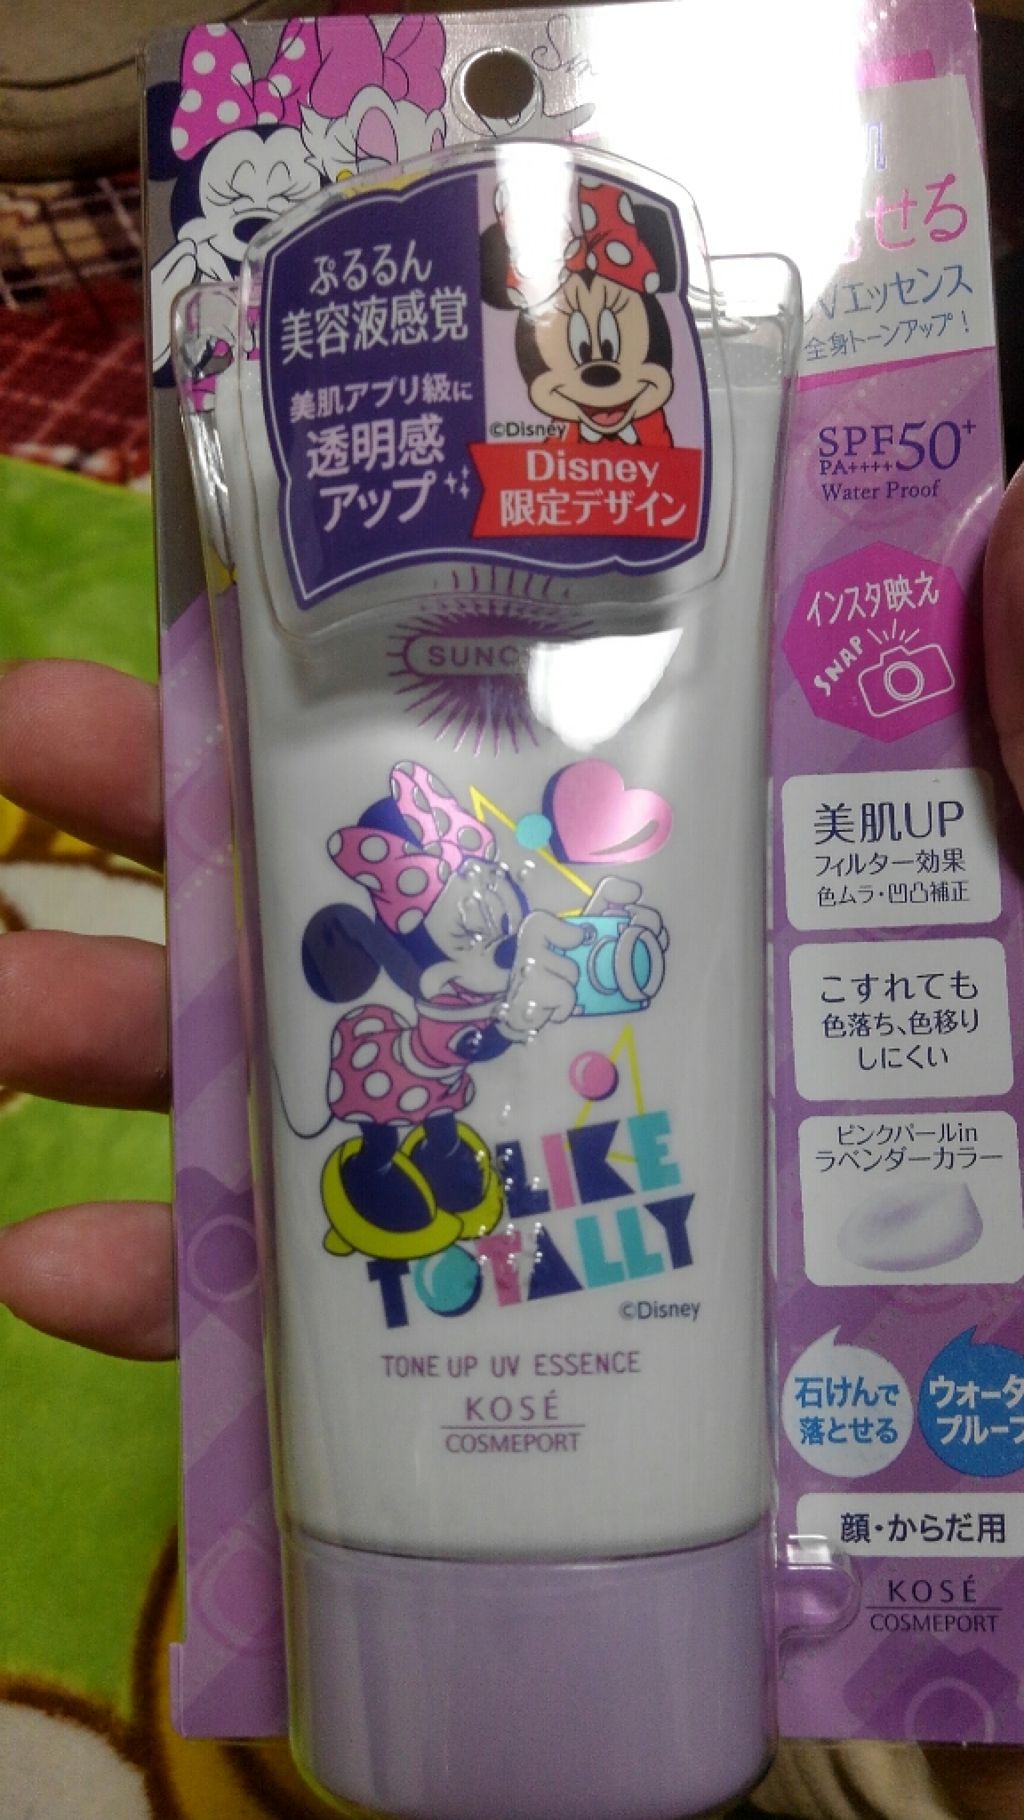 ぷるるん
美容液感覚
美肌アプリ級に
透明感
アップ
©Disney
Disney
限定デザイン
せる
エッセンス
全身トーンアップ！
SPF50+
PA++++
Water Proof
インスタ映え
SNAP
美肌UP
フィルター効果
色ムラ・凹凸補正
こすれても
色落ち、色移り
しにくい
ピンクパールin
ラベンダーカラー
石けんで
落とせる
ウォータ
プルーフ
顔・からだ用
KOSÉ
COSMEPORT
LIKE
TOTALLY
©Disney
TONE UP UV ESSENCE
KOSÉ
COSMEPORT